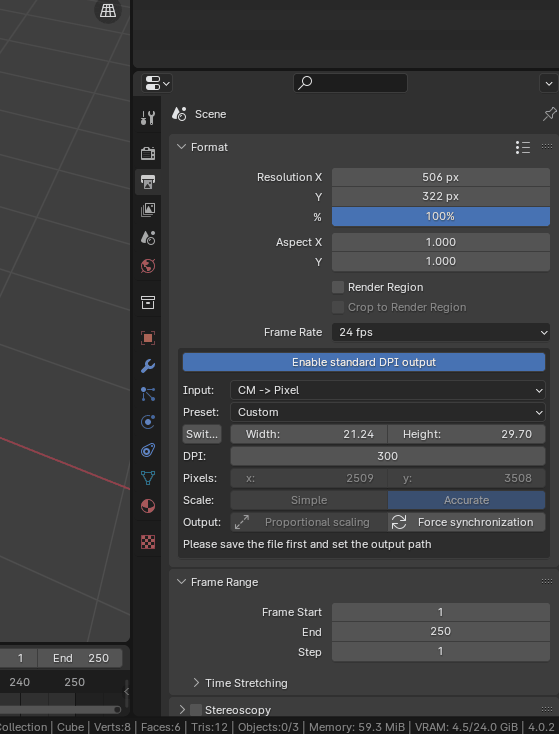 Scene
Format
Resolution X 506 px
Y 322 px
% 100%
Aspect X 1.000
Y 1.000
Render Region
Crop to Render Region
Frame Rate 24 fps
Enable standard DPI output
Input: CM -> Pixel
Preset: Custom
Swit... Width: 21.24 Height: 29.70
DPI: 300
Pixels: x: 2509 y: 3508
Scale: Simple Accurate
Output: Proportional scaling Force synchronization
Please save the file first and set the output path
Frame Range
Frame Start 1
End 250
Step 1
Time Stretching
Stereoscopy
1 End 250
240 250
ollection | Cube | Verts:8 | Faces:6 | Tris:12 | Objects:0/3 | Memory: 59.3 MiB | VRAM: 4.5/24.0 GiB | 4.0.2